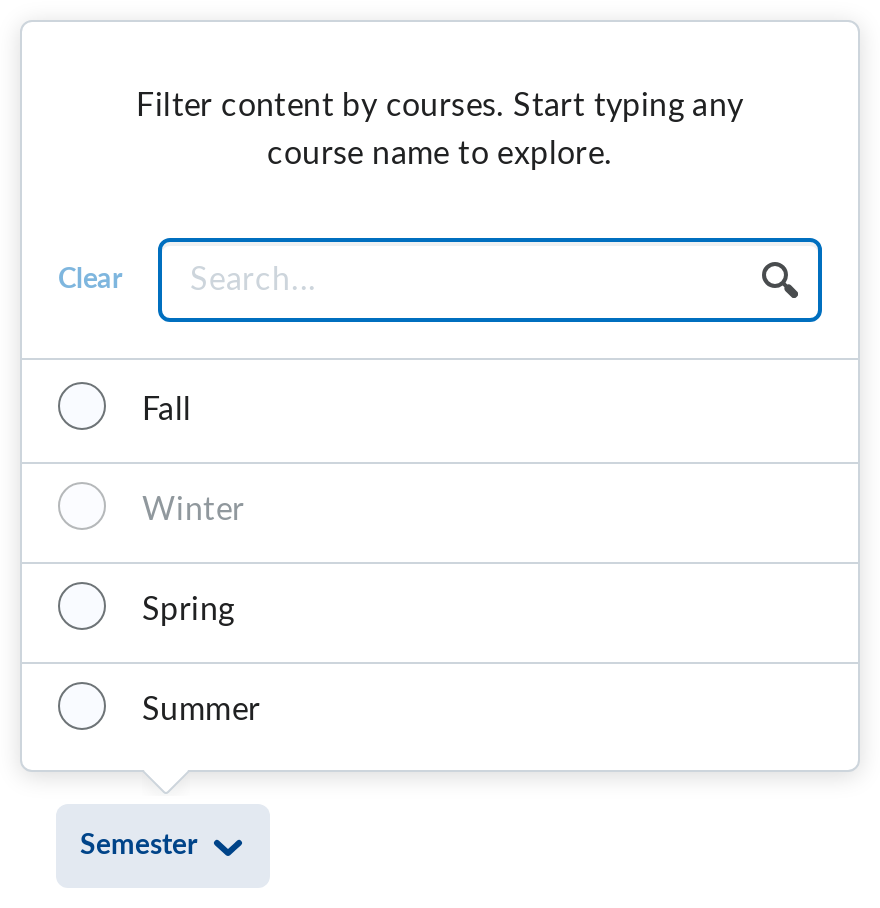 Filter content by courses. Start typing any
course name to explore.
Clear
Search...
Fall
Winter
Spring
Summer
Semester